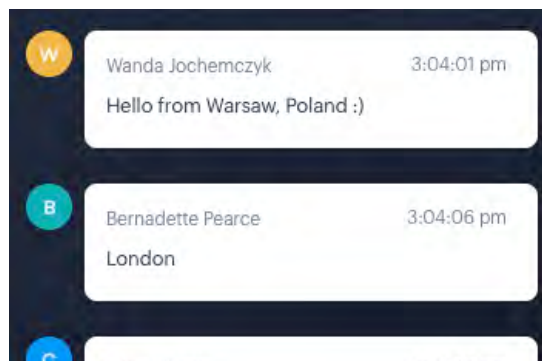 W
Wanda Jochemczyk 3:04:01 pm
Hello from Warsaw, Poland :)
B
Bernadette Pearce 3:04:06 pm
London